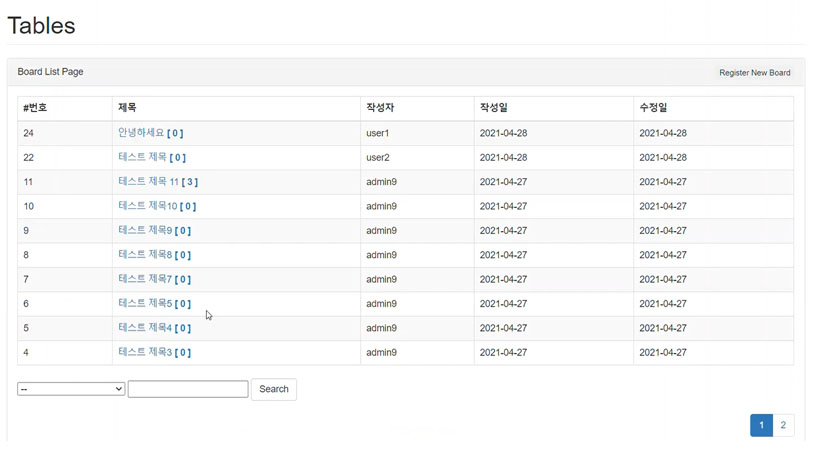 Tables
Board List Page Register New Board
#번호 제목 작성자 작성일 수정일
24 안녕하세요 [ 0 ] user1 2021-04-28 2021-04-28
22 테스트 제목 [ 0 ] user2 2021-04-28 2021-04-28
11 테스트 제목 11 [ 3 ] admin9 2021-04-27 2021-04-27
10 테스트 제목10 [ 0 ] admin9 2021-04-27 2021-04-27
9 테스트 제목9 [ 0 ] admin9 2021-04-27 2021-04-27
8 테스트 제목8 [ 0 ] admin9 2021-04-27 2021-04-27
7 테스트 제목7 [ 0 ] admin9 2021-04-27 2021-04-27
6 테스트 제목5 [ 0 ] admin9 2021-04-27 2021-04-27
5 테스트 제목4 [ 0 ] admin9 2021-04-27 2021-04-27
4 테스트 제목3 [ 0 ] admin9 2021-04-27 2021-04-27
-- Search
1 2